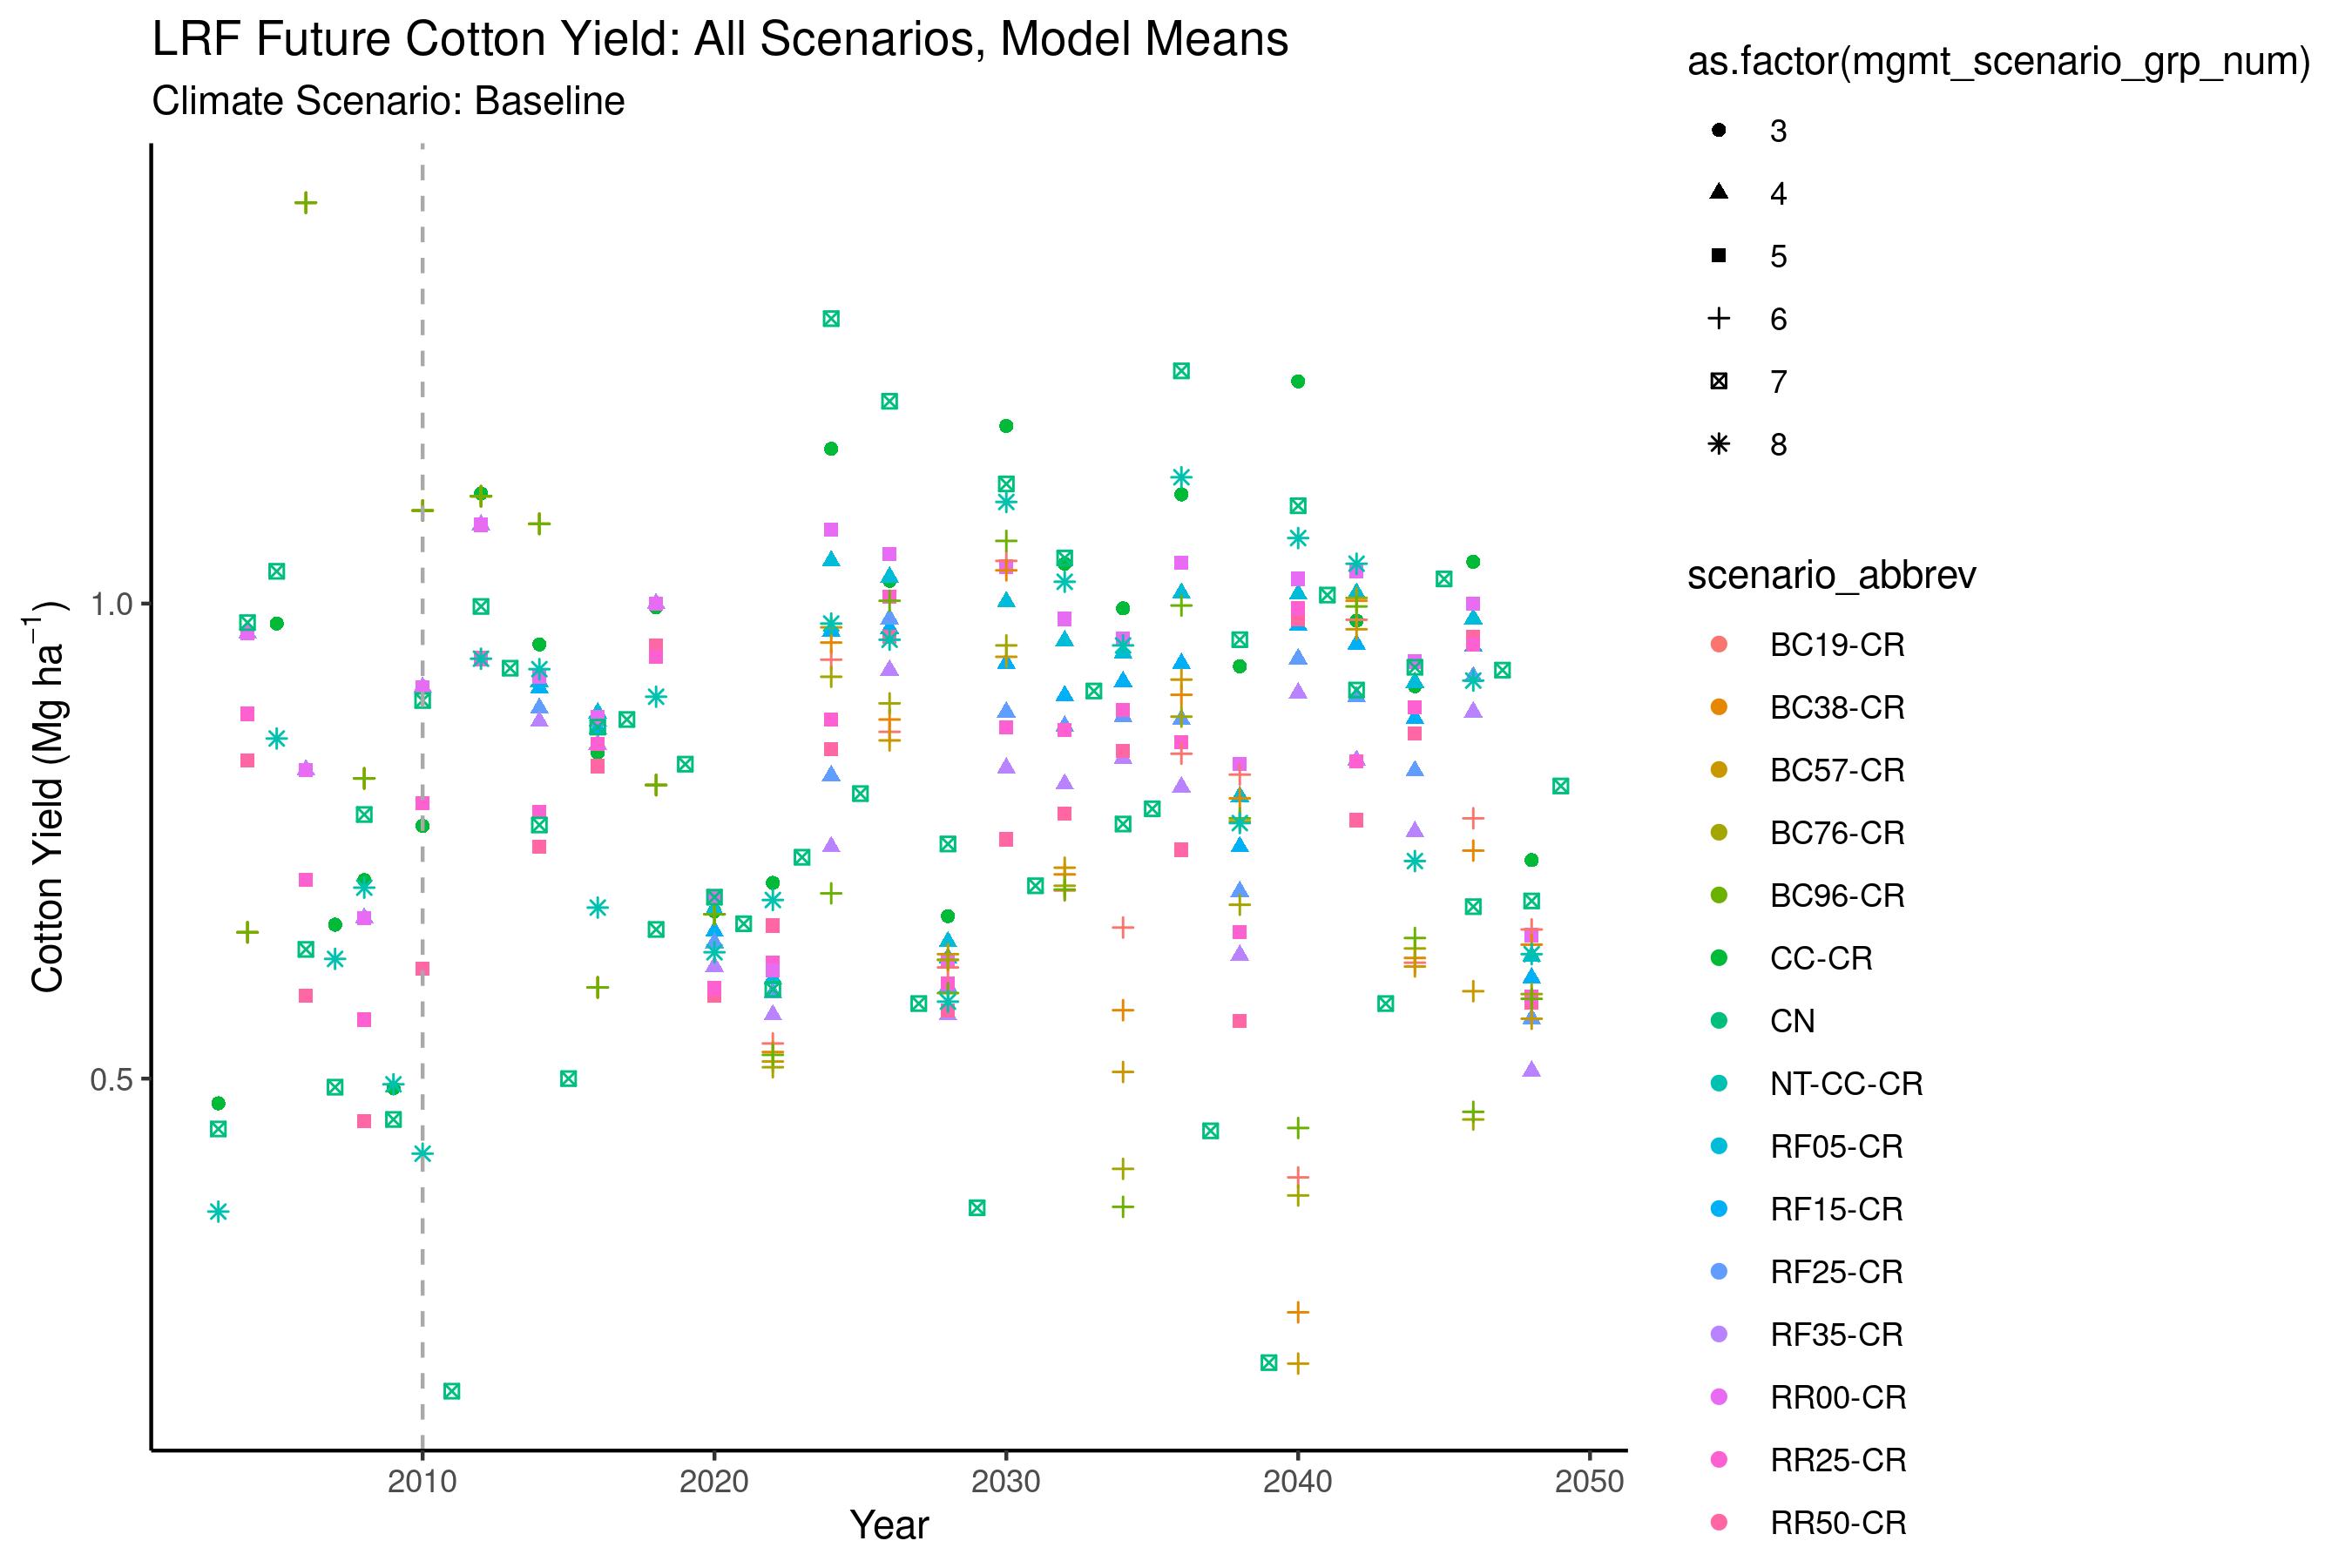 LRF Future Cotton Yield: All Scenarios, Model Means
Climate Scenario: Baseline
Cotton Yield (Mg ha⁻¹)
1.0
0.5
2010
2020
2030
2040
2050
Year
as.factor(mgmt_scenario_grp_num)
3
4
5
6
7
8
scenario_abbrev
BC19-CR
BC38-CR
BC57-CR
BC76-CR
BC96-CR
CC-CR
CN
NT-CC-CR
RF05-CR
RF15-CR
RF25-CR
RF35-CR
RR00-CR
RR25-CR
RR50-CR